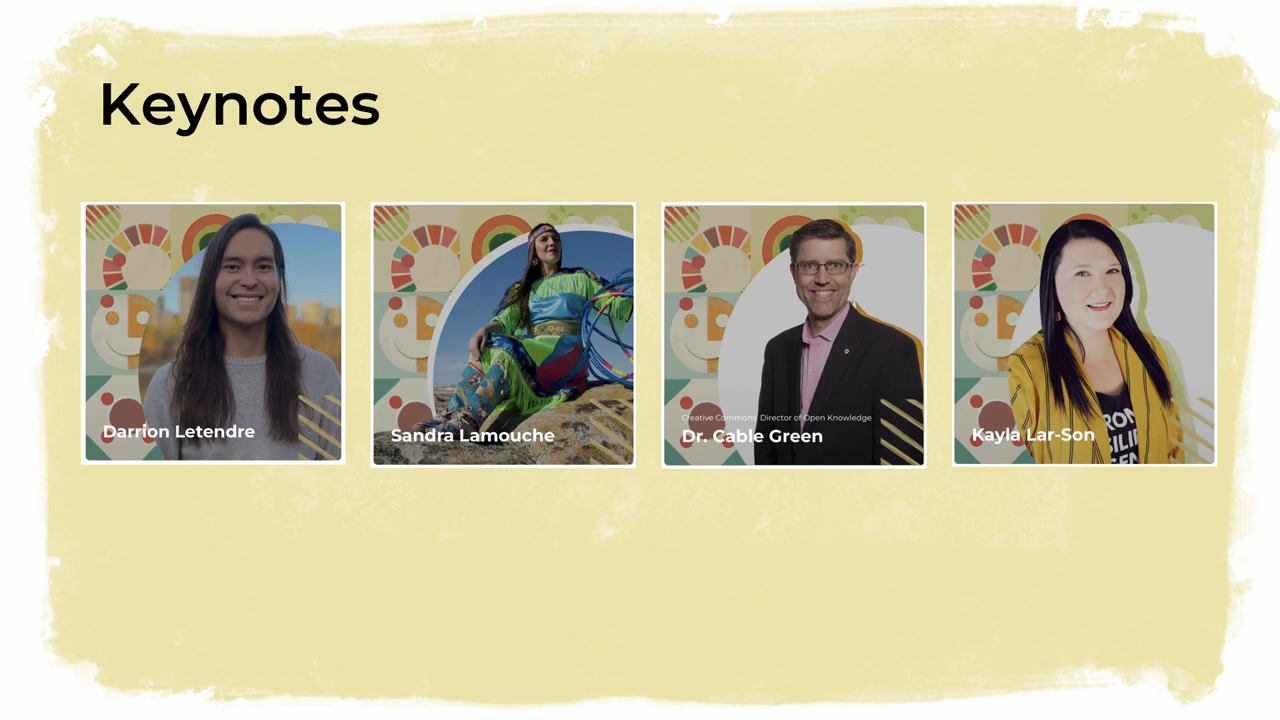 Keynotes
Darrion Letendre
Sandra Lamouche
Creative Commons, Director of Open Knowledge
Dr. Cable Green
Kayla Lar-Son